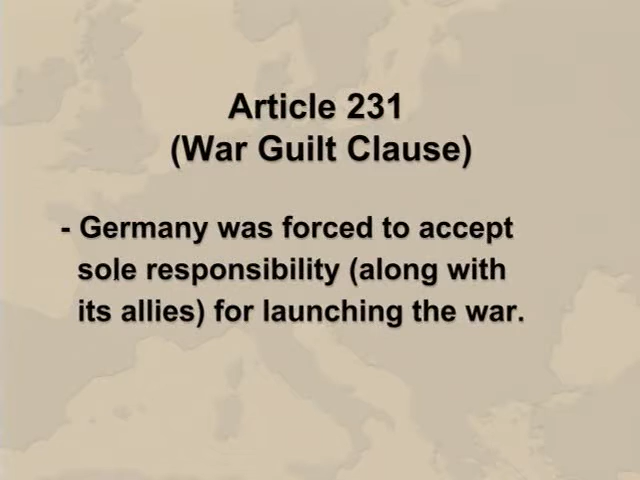 Article 231
(War Guilt Clause)
- Germany was forced to accept
sole responsibility (along with
its allies) for launching the war.